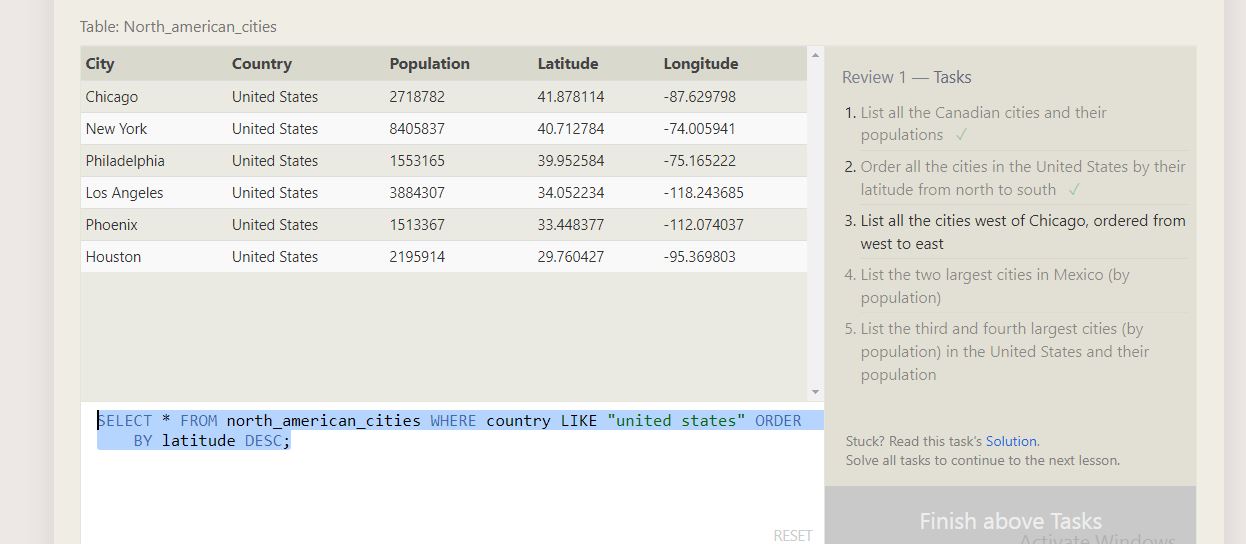 Table: North_american_cities
City Country Population Latitude Longitude
Chicago United States 2718782 41.878114 -87.629798
New York United States 8405837 40.712784 -74.005941
Philadelphia United States 1553165 39.952584 -75.165222
Los Angeles United States 3884307 34.052234 -118.243685
Phoenix United States 1513367 33.448377 -112.074037
Houston United States 2195914 29.760427 -95.369803
SELECT * FROM north_american_cities WHERE country LIKE "united states" ORDER
BY latitude DESC;
RESET
Review 1 — Tasks
1. List all the Canadian cities and their
populations ✓
2. Order all the cities in the United States by their
latitude from north to south ✓
3. List all the cities west of Chicago, ordered from
west to east
4. List the two largest cities in Mexico (by
population)
5. List the third and fourth largest cities (by
population) in the United States and their
population
Stuck? Read this task's Solution.
Solve all tasks to continue to the next lesson.
Finish above Tasks
Activate Windows